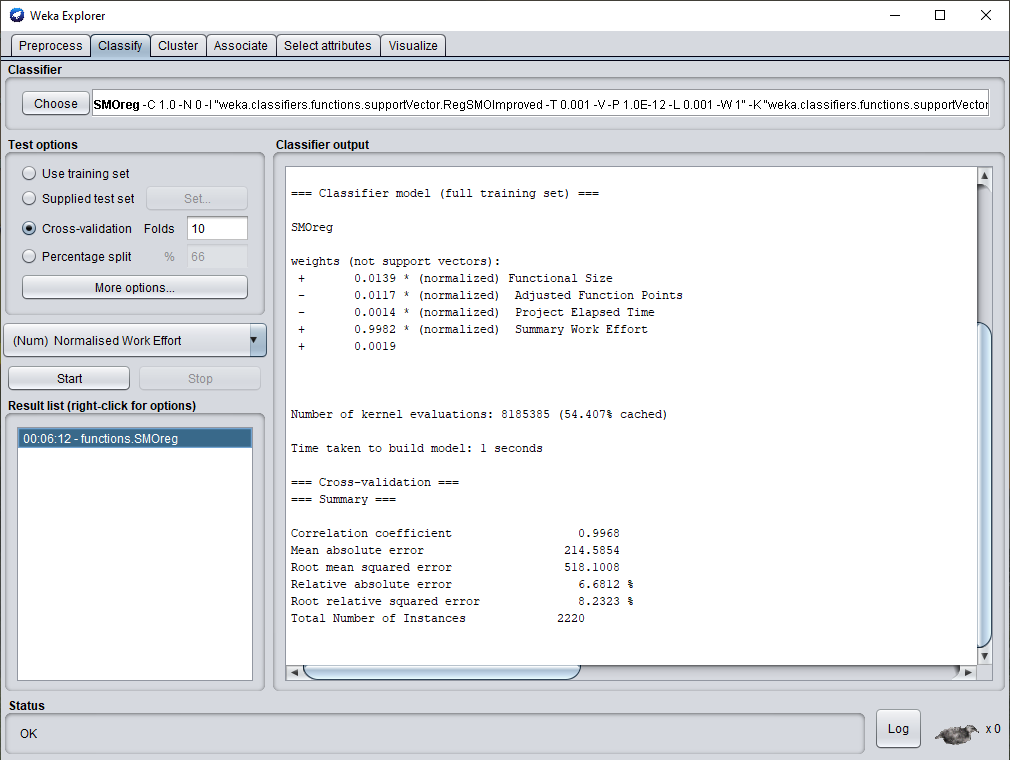 Weka Explorer
Preprocess Classify Cluster Associate Select attributes Visualize
Classifier
Choose SMOreg -C 1.0 -N 0 -I "weka.classifiers.functions.supportVector.RegSMOImproved -T 0.001 -V -P 1.0E-12 -L 0.001 -W 1" -K "weka.classifiers.functions.supportVector
Test options
Use training set
Supplied test set Set...
Cross-validation Folds 10
Percentage split % 66
More options...
(Num) Normalised Work Effort
Start Stop
Result list (right-click for options)
00:06:12 - functions.SMOreg
Classifier output
=== Classifier model (full training set) ===
SMOreg
weights (not support vectors):
+ 0.0139 * (normalized) Functional Size
- 0.0117 * (normalized) Adjusted Function Points
- 0.0014 * (normalized) Project Elapsed Time
+ 0.9982 * (normalized) Summary Work Effort
+ 0.0019
Number of kernel evaluations: 8185385 (54.407% cached)
Time taken to build model: 1 seconds
=== Cross-validation ===
=== Summary ===
Correlation coefficient 0.9968
Mean absolute error 214.5854
Root mean squared error 518.1008
Relative absolute error 6.6812 %
Root relative squared error 8.2323 %
Total Number of Instances 2220
Status
OK
Log
x 0